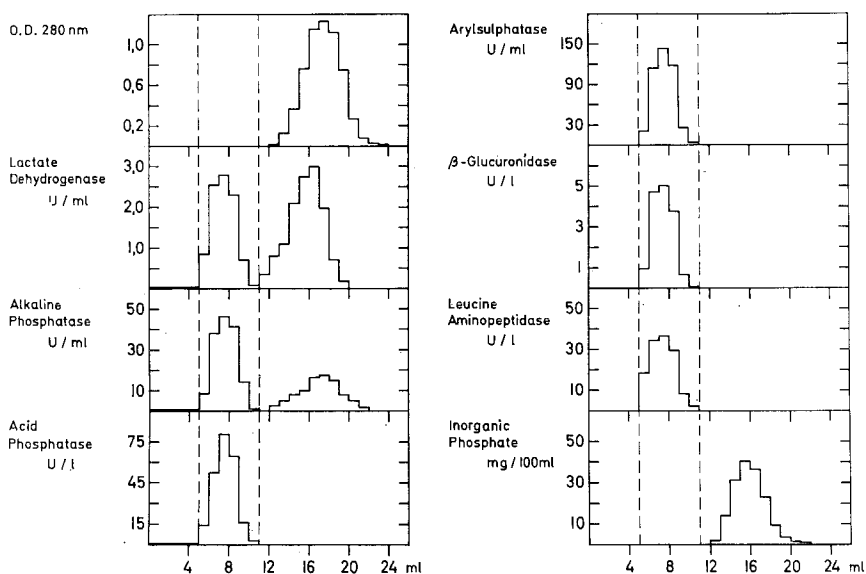 O.D. 280 nm
1,0
0,6
0,2
Lactate
Dehydrogenase
U / ml
3,0
2,0
1,0
Alkaline
Phosphatase
U / ml
50
30
10
Acid
Phosphatase
U / l
75
45
15
4 8 12 16 20 24 ml
Arylsulphatase
U / ml
150
90
30
β-Glucuronidase
U / l
5
3
1
Leucine
Aminopeptidase
U / l
50
30
10
Inorganic
Phosphate
mg / 100ml
50
30
10
4 8 12 16 20 24 ml